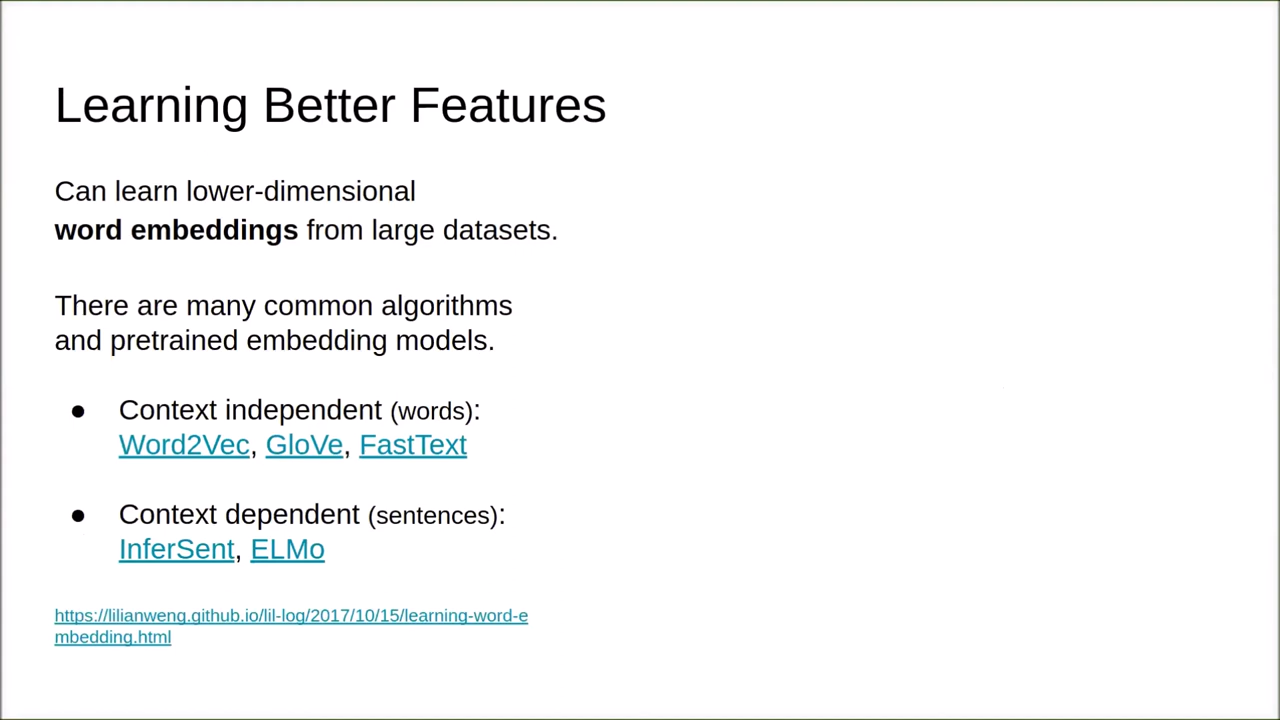 Learning Better Features
Can learn lower-dimensional
word embeddings from large datasets.
There are many common algorithms
and pretrained embedding models.
● Context independent (words):
Word2Vec, GloVe, FastText
● Context dependent (sentences):
InferSent, ELMo
https://lilianweng.github.io/lil-log/2017/10/15/learning-word-e
mbedding.html